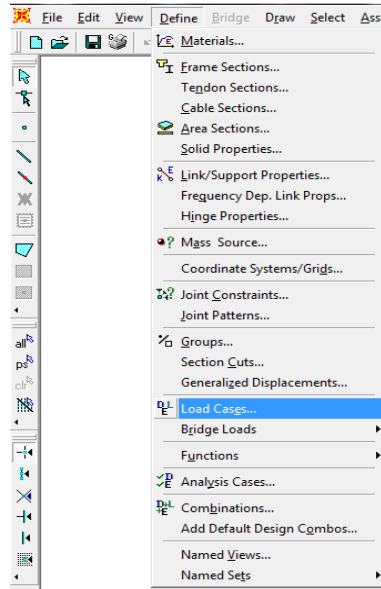 File Edit View Define Bridge Draw Select Ass
Materials...
Frame Sections...
Tendon Sections...
Cable Sections...
Area Sections...
Solid Properties...
Link/Support Properties...
Frequency Dep. Link Props...
Hinge Properties...
Mass Source...
Coordinate Systems/Grids...
Joint Constraints...
Joint Patterns...
Groups...
Section Cuts...
Generalized Displacements...
Load Cases...
Bridge Loads
Functions
Analysis Cases...
Combinations...
Add Default Design Combos...
Named Views...
Named Sets
all
ps
clr